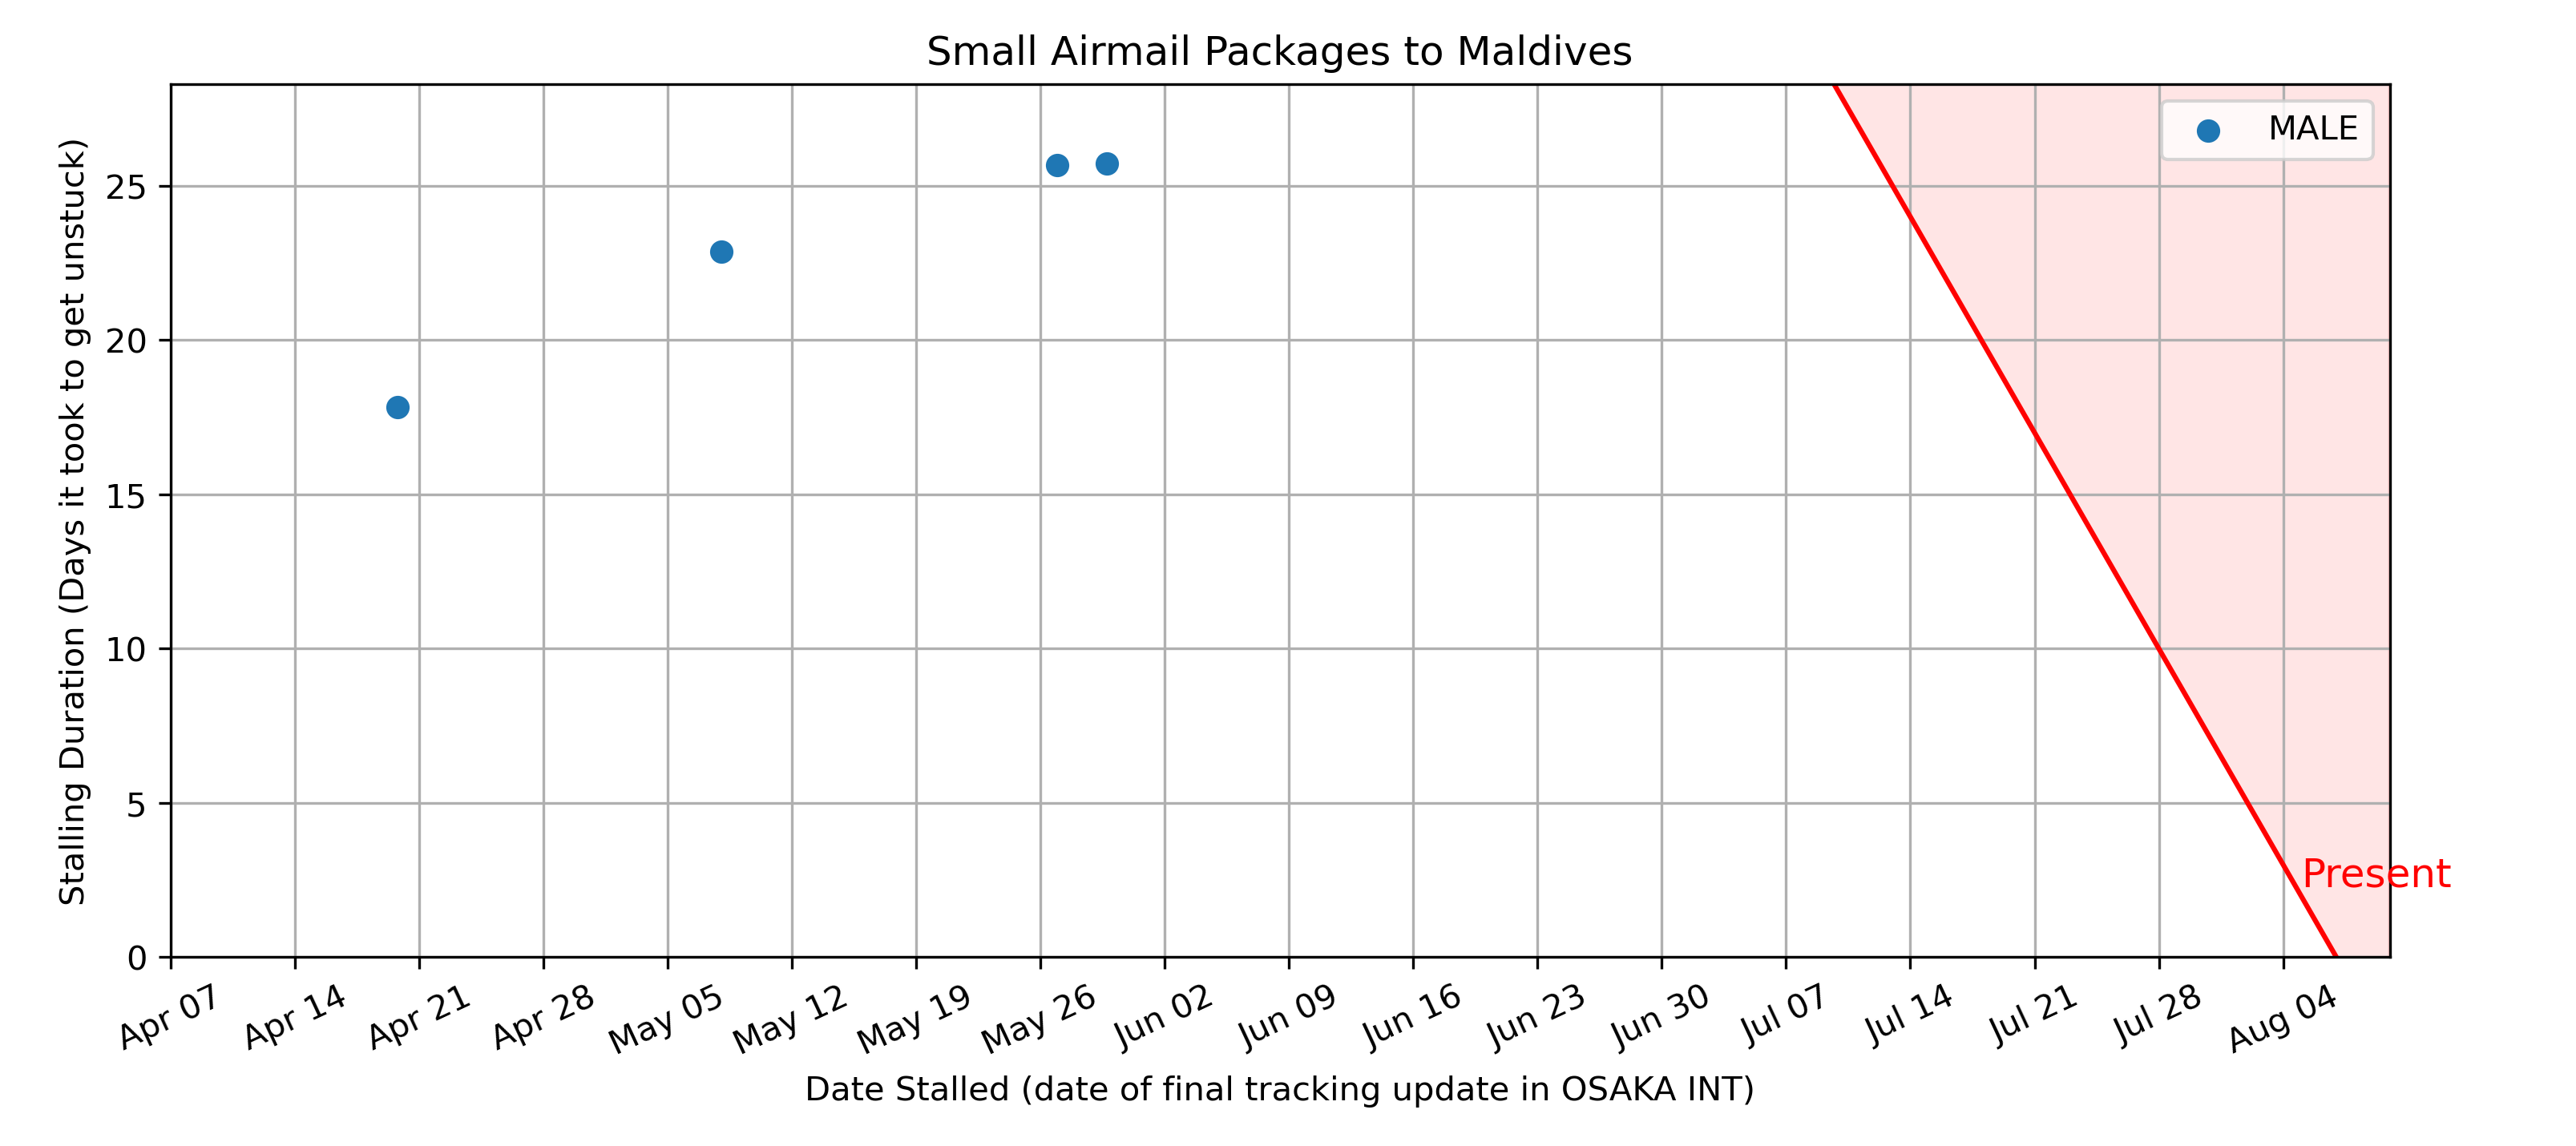 Small Airmail Packages to Maldives
MALE
Stalling Duration (Days it took to get unstuck)
25
20
15
10
5
0
Present
Apr 07
Apr 14
Apr 21
Apr 28
May 05
May 12
May 19
May 26
Jun 02
Jun 09
Jun 16
Jun 23
Jun 30
Jul 07
Jul 14
Jul 21
Jul 28
Aug 04
Date Stalled (date of final tracking update in OSAKA INT)